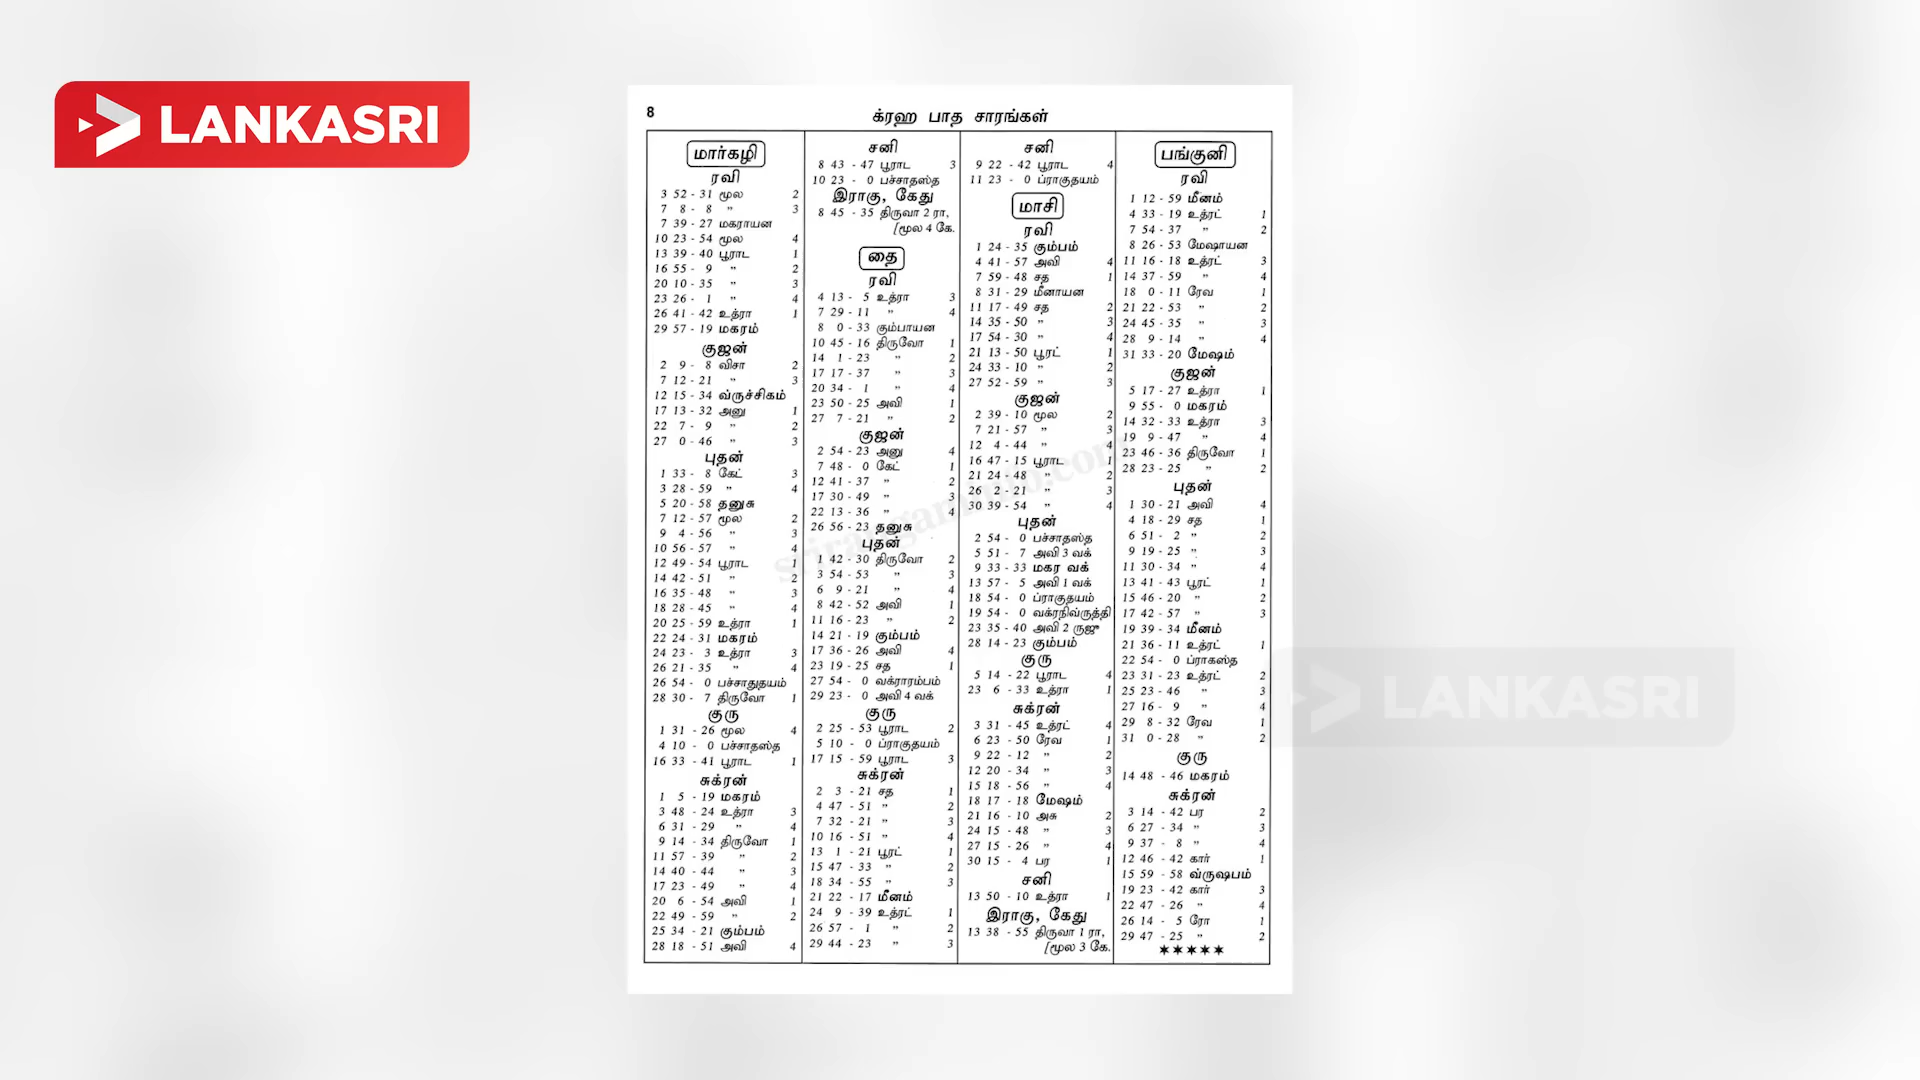 LANKASRI
8
க்ரஹ பாத சாரங்கள்
மார்கழி
ரவி
3 52 - 31 மூல 2
7 8 - 8 ” 3
7 39 - 27 மகராயன
10 23 - 54 மூல 4
13 39 - 40 பூராட 1
16 55 - 9 ” 2
20 10 - 35 ” 3
23 26 - 1 ” 4
26 41 - 42 உத்ரா 1
29 57 - 19 மகரம்
குஜன்
2 9 - 8 விசா 2
7 12 - 21 ” 3
12 15 - 34 வ்ருச்சிகம்
17 13 - 32 அனு 1
22 7 - 9 ” 2
27 0 - 46 ” 3
புதன்
1 33 - 8 கேட் 3
3 28 - 59 ” 4
5 20 - 58 தனுசு
7 12 - 57 மூல 2
9 4 - 56 ” 3
10 56 - 57 ” 4
12 49 - 54 பூராட 1
14 42 - 51 ” 2
16 35 - 48 ” 3
18 28 - 45 ” 4
20 25 - 59 உத்ரா 1
22 24 - 31 மகரம்
24 23 - 3 உத்ரா 3
26 21 - 35 ” 4
26 54 - 0 பச்சாதுதயம்
28 30 - 7 திருவோ 1
குரு
1 31 - 26 மூல 4
4 10 - 0 பச்சாதஸ்த
16 33 - 41 பூராட 1
சுக்ரன்
1 5 - 19 மகரம்
3 48 - 24 உத்ரா 3
6 31 - 29 ” 4
9 14 - 34 திருவோ 1
11 57 - 39 ” 2
14 40 - 44 ” 3
17 23 - 49 ” 4
20 6 - 54 அவி 1
22 49 - 59 ” 2
25 34 - 21 கும்பம்
28 18 - 51 அவி 4
சனி
8 43 - 47 பூராட 3
10 23 - 0 பச்சாதஸ்த
இராகு, கேது
8 45 - 35 திருவா 2 ரா,
[மூல 4 கே.
தை
ரவி
4 13 - 5 உத்ரா 3
7 29 - 11 ” 4
8 0 - 33 கும்பாயன
10 45 - 16 திருவோ 1
14 1 - 23 ” 2
17 17 - 37 ” 3
20 34 - 1 ” 4
23 50 - 25 அவி 1
27 7 - 21 ” 2
குஜன்
2 54 - 23 அனு 4
7 48 - 0 கேட் 1
12 41 - 37 ” 2
17 30 - 49 ” 3
22 13 - 36 ” 4
26 56 - 23 தனுசு
புதன்
1 42 - 30 திருவோ 2
3 54 - 53 ” 3
6 9 - 21 ” 4
8 42 - 52 அவி 1
11 16 - 23 ” 2
14 21 - 19 கும்பம்
17 36 - 26 அவி 4
23 19 - 25 சத 1
27 54 - 0 வக்ராரம்பம்
29 23 - 0 அவி 4 வக்
குரு
2 25 - 53 பூராட 2
5 10 - 0 ப்ராகுதயம்
17 15 - 59 பூராட 3
சுக்ரன்
2 3 - 21 சத 1
4 47 - 51 ” 2
7 32 - 21 ” 3
10 16 - 51 ” 4
13 1 - 21 பூரட் 1
15 47 - 33 ” 2
18 34 - 55 ” 3
21 22 - 17 மீனம்
24 9 - 39 உத்ரட் 1
26 57 - 1 ” 2
29 44 - 23 ” 3
சனி
9 22 - 42 பூராட 4
11 23 - 0 ப்ராகுதயம்
மாசி
ரவி
1 24 - 35 கும்பம்
4 41 - 57 அவி 4
7 59 - 48 சத 1
8 31 - 29 மீனாயன
11 17 - 49 சத 2
14 35 - 50 ” 3
17 54 - 30 ” 4
21 13 - 50 பூரட் 1
24 33 - 10 ” 2
27 52 - 59 ” 3
குஜன்
2 39 - 10 மூல 2
7 21 - 57 ” 3
12 4 - 44 ” 4
16 47 - 15 பூராட 1
21 24 - 48 ” 2
26 2 - 21 ” 3
30 39 - 54 ” 4
புதன்
2 54 - 0 பச்சாதஸ்த
5 51 - 7 அவி 3 வக்
9 33 - 33 மகர வக்
13 57 - 5 அவி 1 வக்
18 54 - 0 ப்ராகுதயம்
19 54 - 0 வக்ரநிவ்ருத்தி
23 35 - 40 அவி 2 ருஜு
28 14 - 23 கும்பம்
குரு
5 14 - 22 பூராட 4
23 6 - 33 உத்ரா 1
சுக்ரன்
3 31 - 45 உத்ரட் 4
6 23 - 50 ரேவ 1
9 22 - 12 ” 2
12 20 - 34 ” 3
15 18 - 56 ” 4
18 17 - 18 மேஷம்
21 16 - 10 அசு 2
24 15 - 48 ” 3
27 15 - 26 ” 4
30 15 - 4 பர 1
சனி
13 50 - 10 உத்ரா 1
இராகு, கேது
13 38 - 55 திருவா 1 ரா,
[மூல 3 கே.
பங்குனி
ரவி
1 12 - 59 மீனம்
4 33 - 19 உத்ரட் 1
7 54 - 37 ” 2
8 26 - 53 மேஷாயன
11 16 - 18 உத்ரட் 3
14 37 - 59 ” 4
18 0 - 11 ரேவ 1
21 22 - 53 ” 2
24 45 - 35 ” 3
28 9 - 14 ” 4
31 33 - 20 மேஷம்
குஜன்
5 17 - 27 உத்ரா 1
9 55 - 0 மகரம்
14 32 - 33 உத்ரா 3
19 9 - 47 ” 4
23 46 - 36 திருவோ 1
28 23 - 25 ” 2
புதன்
1 30 - 21 அவி 4
4 18 - 29 சத 1
6 51 - 2 ” 2
9 19 - 25 ” 3
11 30 - 34 ” 4
13 41 - 43 பூரட் 1
15 46 - 20 ” 2
17 42 - 57 ” 3
19 39 - 34 மீனம்
21 36 - 11 உத்ரட் 1
22 54 - 0 ப்ராகஸ்த
23 31 - 23 உத்ரட் 2
25 23 - 46 ” 3
27 16 - 9 ” 4
29 8 - 32 ரேவ 1
31 0 - 28 ” 2
குரு
14 48 - 46 மகரம்
சுக்ரன்
3 14 - 42 பர 2
6 27 - 34 ” 3
9 37 - 8 ” 4
12 46 - 42 கார் 1
15 59 - 58 வ்ருஷபம்
19 23 - 42 கார் 3
22 47 - 26 ” 4
26 14 - 5 ரோ 1
29 47 - 25 ” 2
★★★★★
LANKASRI